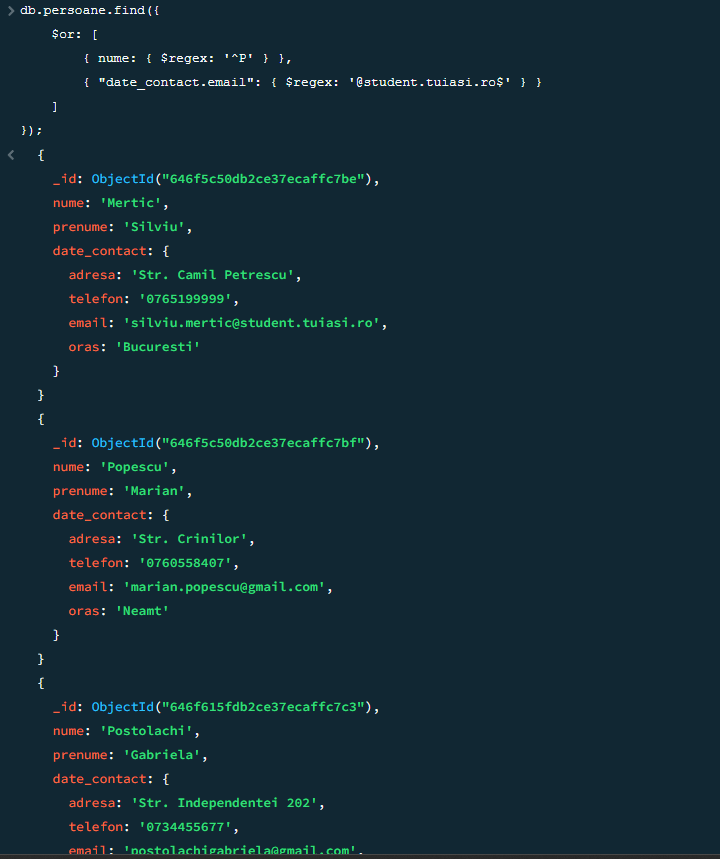 db.persoane.find({
$or: [
{ nume: { $regex: '^P' } },
{ "date_contact.email": { $regex: '@student.tuiasi.ro$' } }
]
});
{
_id: ObjectId("646f5c50db2ce37ecaffc7be"),
nume: 'Mertic',
prenume: 'Silviu',
date_contact: {
adresa: 'Str. Camil Petrescu',
telefon: '0765199999',
email: 'silviu.mertic@student.tuiasi.ro',
oras: 'Bucuresti'
}
}
{
_id: ObjectId("646f5c50db2ce37ecaffc7bf"),
nume: 'Popescu',
prenume: 'Marian',
date_contact: {
adresa: 'Str. Crinilor',
telefon: '0760558407',
email: 'marian.popescu@gmail.com',
oras: 'Neamt'
}
}
{
_id: ObjectId("646f615fdb2ce37ecaffc7c3"),
nume: 'Postolachi',
prenume: 'Gabriela',
date_contact: {
adresa: 'Str. Independentei 202',
telefon: '0734455677',
email: 'postolachigabriela@gmail.com',